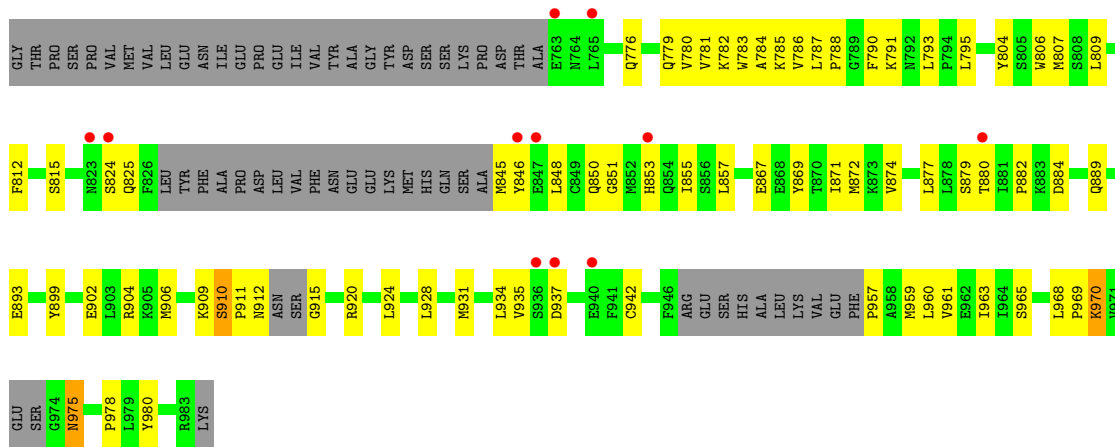 GLY THR PRO SER PRO VAL MET VAL LEU GLU ASN ILE GLU PRO GLU ILE VAL TYR ALA GLY TYR ASP SER SER LYS PRO ASP THR ALA E763 N764 L765 Q776 Q779 V780 V781 K782 W783 A784 K785 V786 L787 P788 G789 F790 K791 N792 L793 P794 L795 Y804 S805 W806 M807 S808 L809
F812 S815 N823 S824 Q825 F826 LEU TYR PHE ALA PRO ASP LEU VAL PHE ASN GLU GLU LYS MET HIS GLN SER ALA M845 Y846 E847 L848 C849 Q850 G851 M852 H853 Q854 I855 S856 L857 E867 E868 Y869 T870 I871 M872 K873 V874 L877 L878 S879 T880 I881 P882 K883 D884 Q889
E893 Y899 E902 L903 R904 K905 M906 K909 S910 P911 N912 ASN SER G915 R920 L924 L928 M931 L934 V935 S936 D937 E940 F941 C942 F946 ARG GLU SER HIS ALA LEU LYS VAL GLU PHE P957 A958 M959 L960 V961 E962 I963 I964 S965 L968 P969 K970 V971
GLU SER G974 N975 P978 L979 Y980 R983 LYS